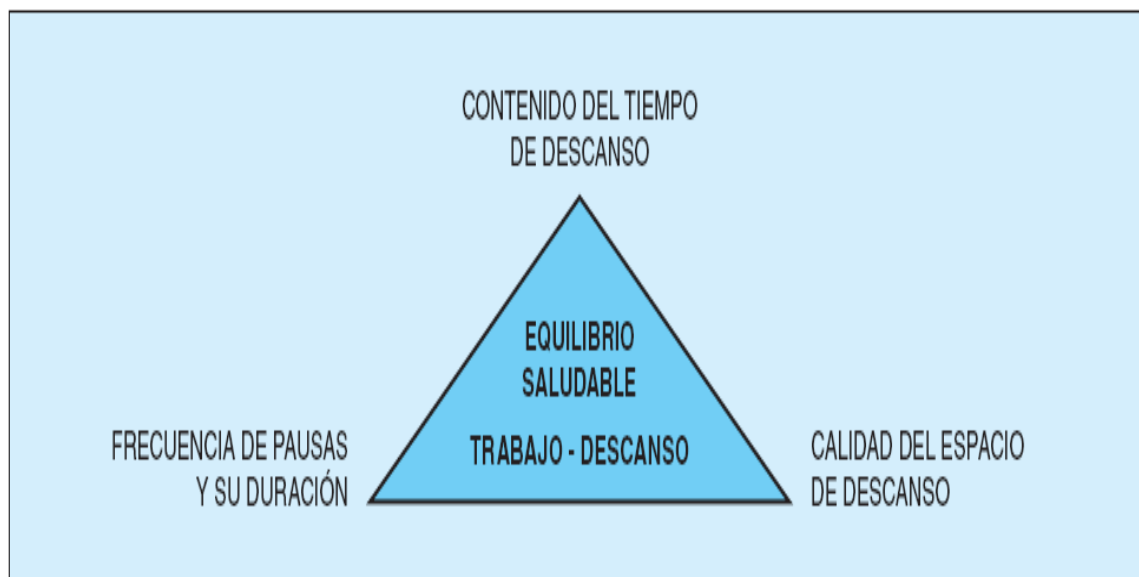 CONTENIDO DEL TIEMPO
DE DESCANSO
EQUILIBRIO
SALUDABLE
TRABAJO - DESCANSO
FRECUENCIA DE PAUSAS
Y SU DURACIÓN
CALIDAD DEL ESPACIO
DE DESCANSO